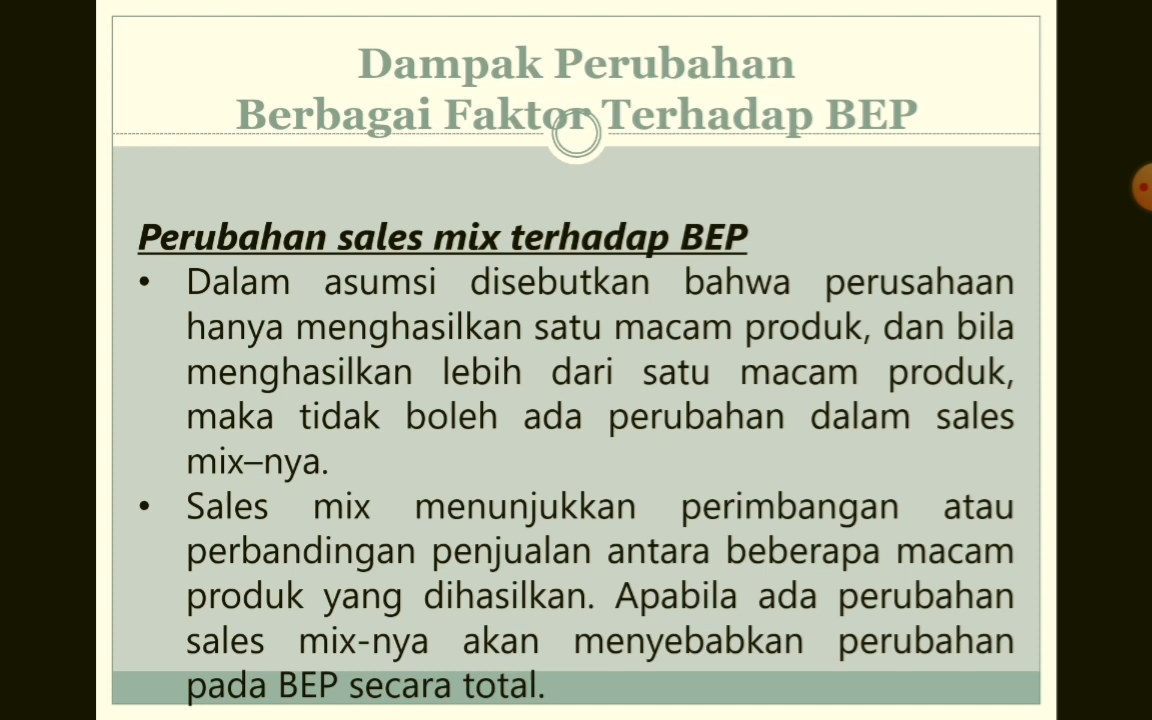 Dampak Perubahan
Berbagai Faktor Terhadap BEP
Perubahan sales mix terhadap BEP
• Dalam asumsi disebutkan bahwa perusahaan
hanya menghasilkan satu macam produk, dan bila
menghasilkan lebih dari satu macam produk,
maka tidak boleh ada perubahan dalam sales
mix–nya.
• Sales mix menunjukkan perimbangan atau
perbandingan penjualan antara beberapa macam
produk yang dihasilkan. Apabila ada perubahan
sales mix-nya akan menyebabkan perubahan
pada BEP secara total.